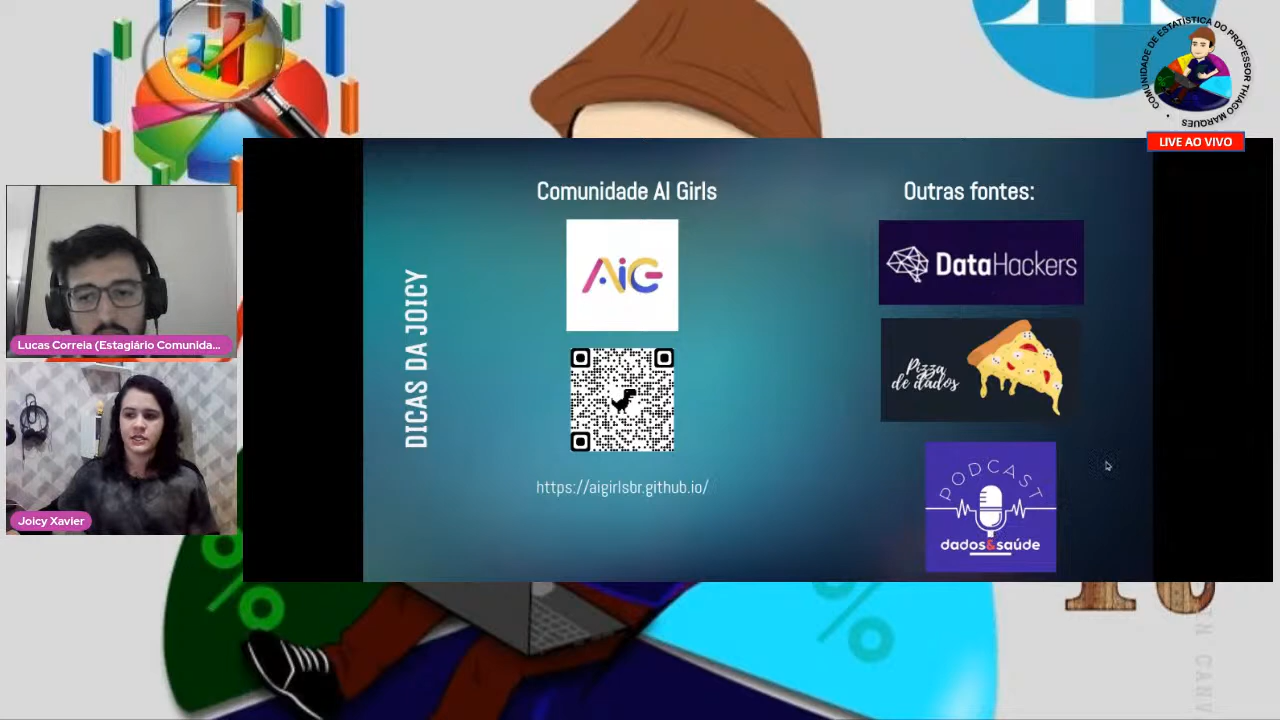 COMUNIDADE DE ESTATÍSTICA DO PROFESSOR THIAGO MARQUES
LIVE AO VIVO
Comunidade AI Girls
Outras fontes:
AiG
DataHackers
DICAS DA JOICY
Pizza
de dados
https://aigirlsbr.github.io/
PODCAST
dados&saúde
Lucas Correia (Estagiário Comunida...
Joicy Xavier